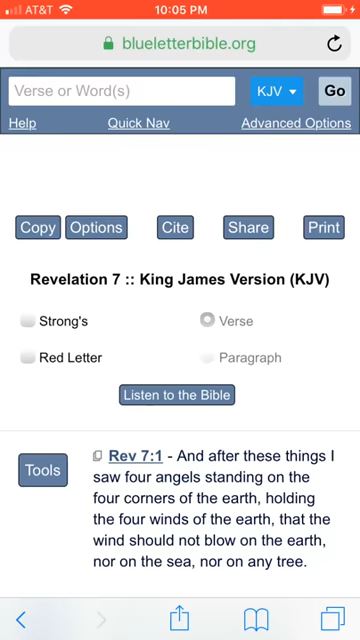 AT&T 10:05 PM
blueletterbible.org
Verse or Word(s) KJV Go
Help Quick Nav Advanced Options
Copy Options Cite Share Print
Revelation 7 :: King James Version (KJV)
Strong's Verse
Red Letter Paragraph
Listen to the Bible
Tools
Rev 7:1 - And after these things I
saw four angels standing on the
four corners of the earth, holding
the four winds of the earth, that the
wind should not blow on the earth,
nor on the sea, nor on any tree.